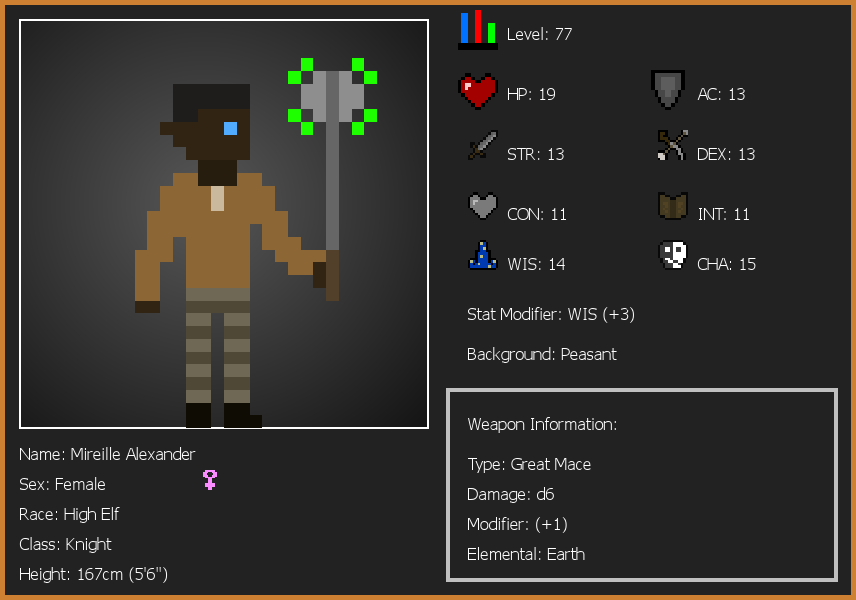 Level: 77
HP: 19
AC: 13
STR: 13
DEX: 13
CON: 11
INT: 11
WIS: 14
CHA: 15
Stat Modifier: WIS (+3)
Background: Peasant
Weapon Information:
Type: Great Mace
Damage: d6
Modifier: (+1)
Elemental: Earth
Name: Mireille Alexander
Sex: Female
Race: High Elf
Class: Knight
Height: 167cm (5'6")